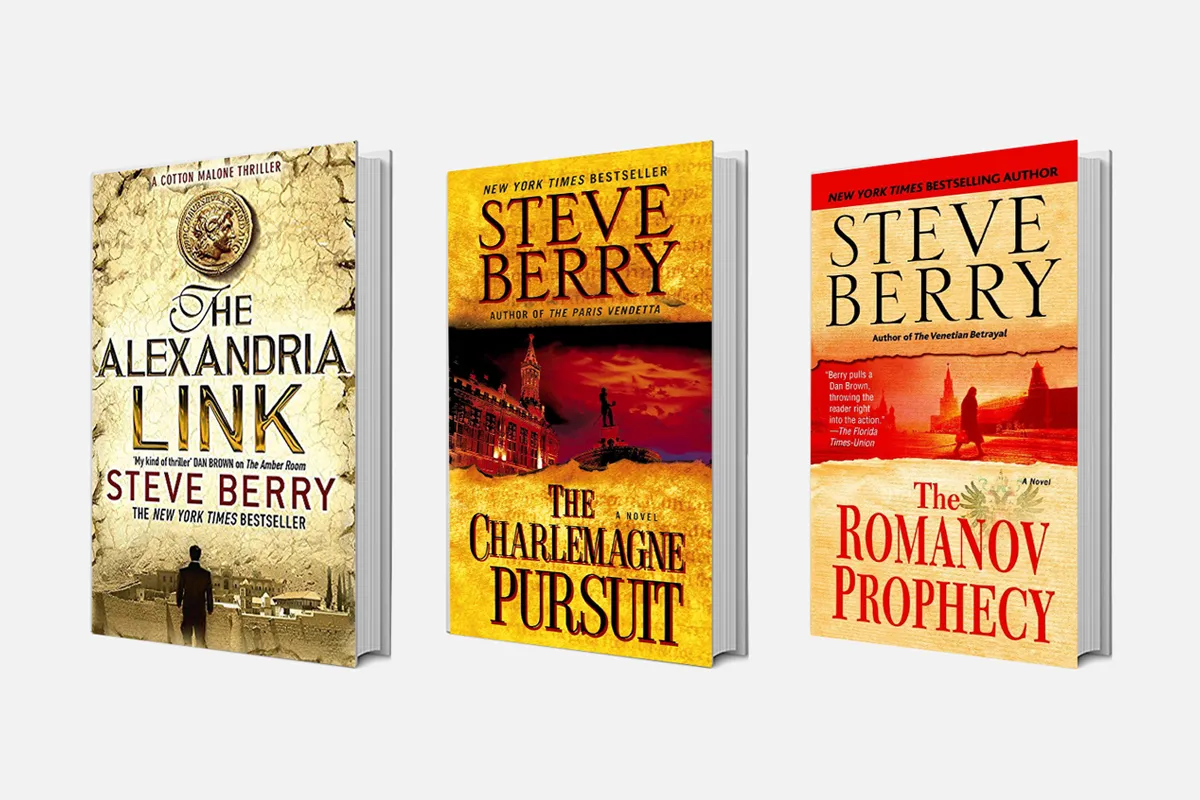 A COTTON MALONE THRILLER
THE
ALEXANDRIA
LINK
'My kind of thriller' DAN BROWN on The Amber Room
STEVE BERRY
THE NEW YORK TIMES BESTSELLER
NEW YORK TIMES BESTSELLER
STEVE
BERRY
AUTHOR OF THE PARIS VENDETTA
THE
A NOVEL
CHARLEMAGNE
PURSUIT
NEW YORK TIMES BESTSELLING AUTHOR
STEVE
BERRY
Author of The Venetian Betrayal
"Berry pulls a
Dan Brown,
throwing the
reader right
into the action."
—The Florida
Times-Union
A Novel
The
ROMANOV
PROPHECY